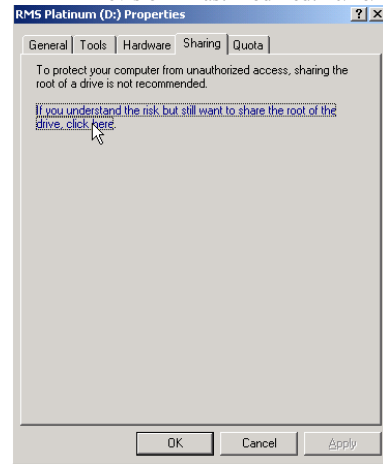 RMS Platinum (D:) Properties
General Tools Hardware Sharing Quota
To protect your computer from unauthorized access, sharing the
root of a drive is not recommended.
If you understand the risk but still want to share the root of the
drive, click here.
OK Cancel Apply